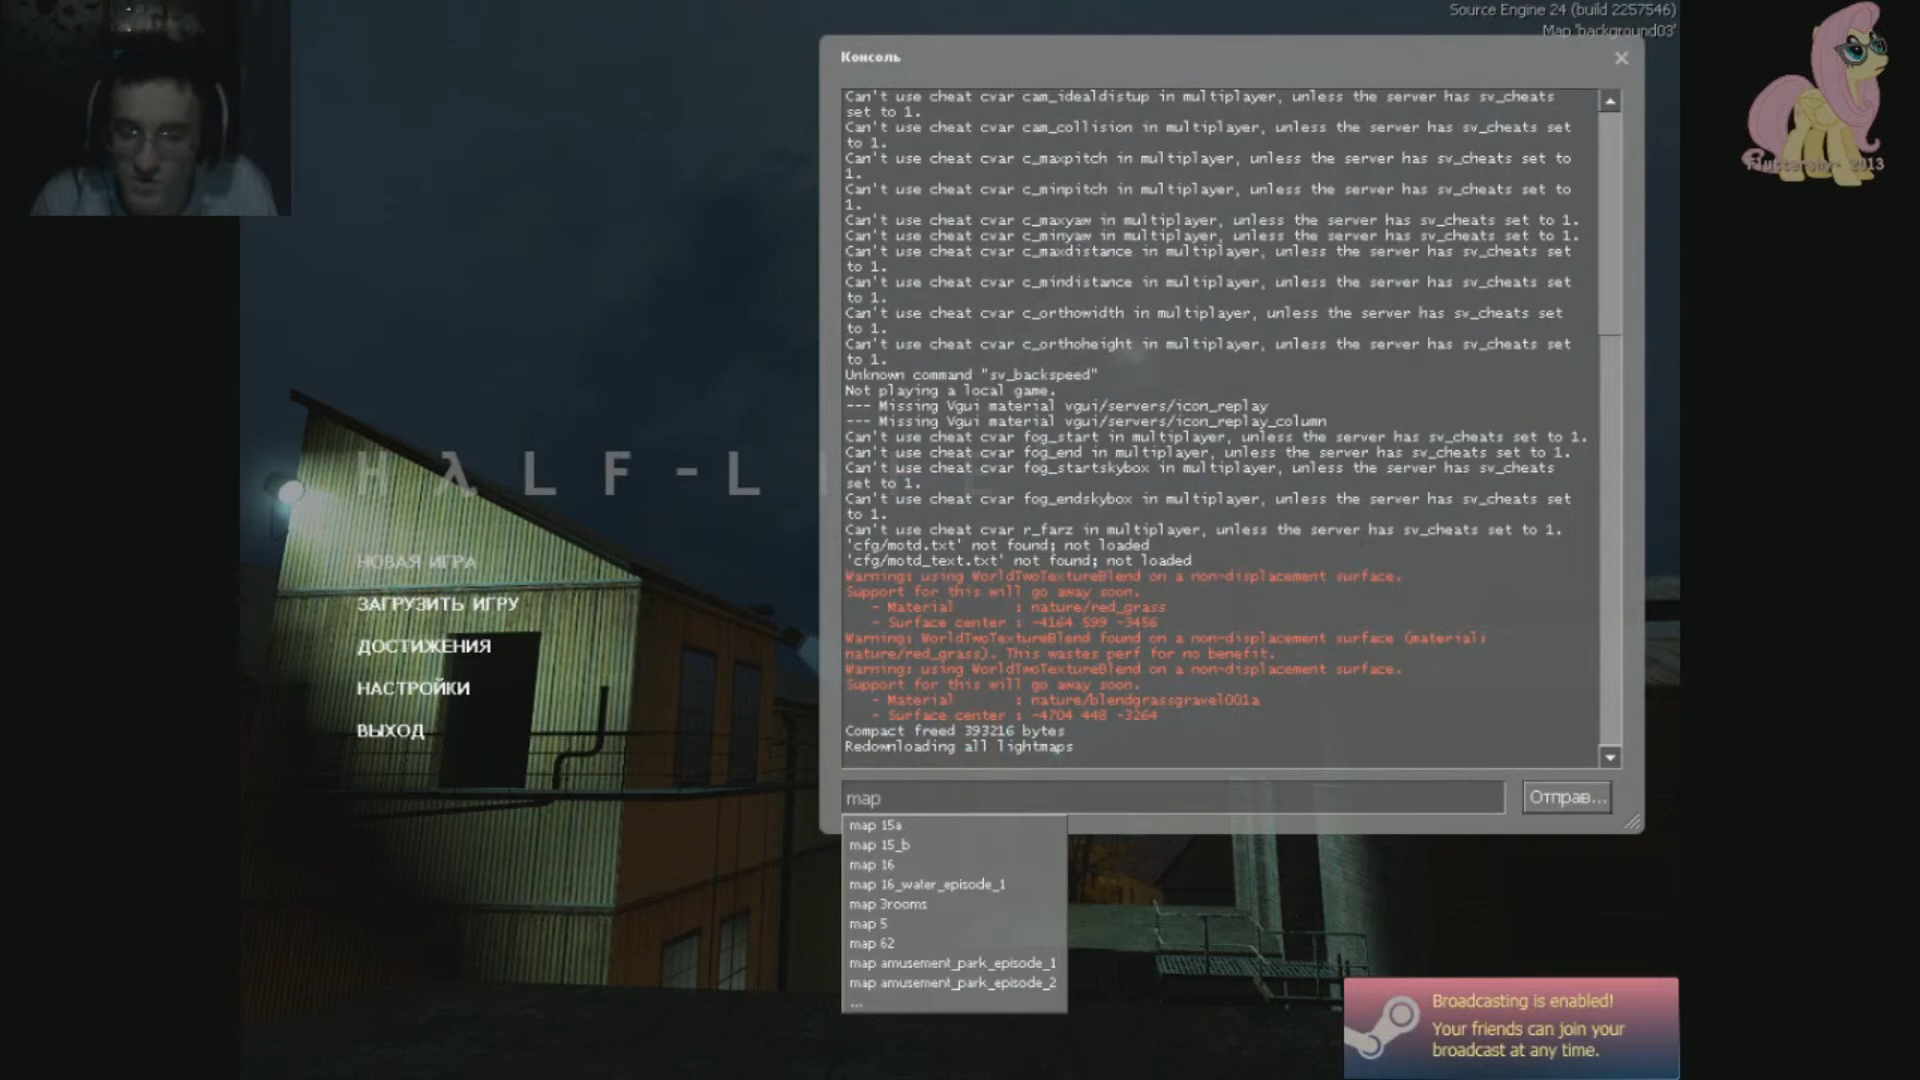 Source Engine 24 (build 2257546)
Map 'background03'
Консоль
Can't use cheat cvar cam_idealdistup in multiplayer, unless the server has sv_cheats
set to 1.
Can't use cheat cvar cam_collision in multiplayer, unless the server has sv_cheats set
to 1.
Can't use cheat cvar c_maxpitch in multiplayer, unless the server has sv_cheats set to
1.
Can't use cheat cvar c_minpitch in multiplayer, unless the server has sv_cheats set to
1.
Can't use cheat cvar c_maxyaw in multiplayer, unless the server has sv_cheats set to 1.
Can't use cheat cvar c_minyaw in multiplayer, unless the server has sv_cheats set to 1.
Can't use cheat cvar c_maxdistance in multiplayer, unless the server has sv_cheats set
to 1.
Can't use cheat cvar c_mindistance in multiplayer, unless the server has sv_cheats set
to 1.
Can't use cheat cvar c_orthowidth in multiplayer, unless the server has sv_cheats set
to 1.
Can't use cheat cvar c_orthoheight in multiplayer, unless the server has sv_cheats set
to 1.
Unknown command "sv_backspeed"
Not playing a local game.
--- Missing Vgui material vgui/servers/icon_replay
--- Missing Vgui material vgui/servers/icon_replay_column
Can't use cheat cvar fog_start in multiplayer, unless the server has sv_cheats set to 1.
Can't use cheat cvar fog_end in multiplayer, unless the server has sv_cheats set to 1.
Can't use cheat cvar fog_startskybox in multiplayer, unless the server has sv_cheats
set to 1.
Can't use cheat cvar fog_endskybox in multiplayer, unless the server has sv_cheats set
to 1.
Can't use cheat cvar r_farz in multiplayer, unless the server has sv_cheats set to 1.
'cfg/motd.txt' not found; not loaded
'cfg/motd_text.txt' not found; not loaded
Warning: using WorldTwoTextureBlend on a non-displacement surface.
Support for this will go away soon.
- Material : nature/red_grass
- Surface center : -4164 599 -3456
Warning: WorldTwoTextureBlend found on a non-displacement surface (material:
nature/red_grass). This wastes perf for no benefit.
Warning: using WorldTwoTextureBlend on a non-displacement surface.
Support for this will go away soon.
- Material : nature/blendgrassgravel001a
- Surface center : -4704 448 -3264
Compact freed 393216 bytes
Redownloading all lightmaps
map
Отправ...
map 15a
map 15_b
map 16
map 16_water_episode_1
map 3rooms
map 5
map 62
map amusement_park_episode_1
map amusement_park_episode_2
...
HλLF-LI
НОВАЯ ИГРА
ЗАГРУЗИТЬ ИГРУ
ДОСТИЖЕНИЯ
НАСТРОЙКИ
ВЫХОД
Fluttershy 2013
Broadcasting is enabled!
Your friends can join your
broadcast at any time.